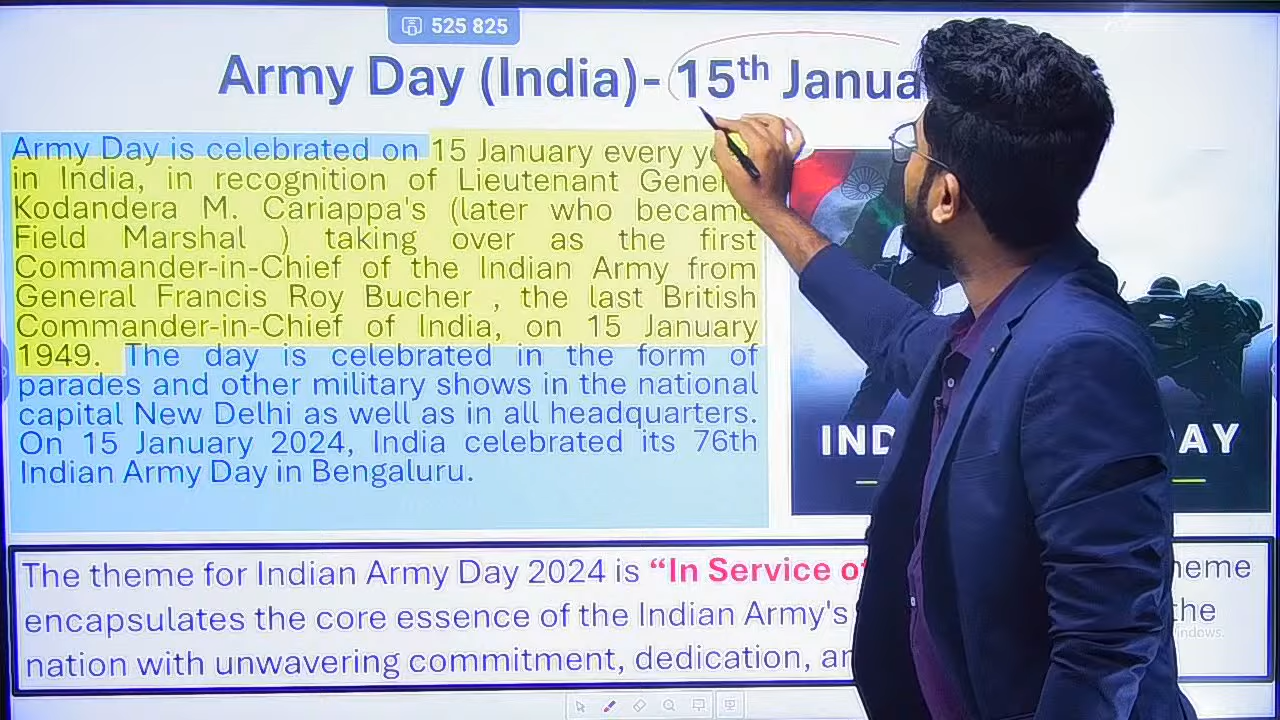 525 825
Army Day (India)- 15th Janua
Army Day is celebrated on 15 January every ye
in India, in recognition of Lieutenant Gener
Kodandera M. Cariappa's (later who became
Field Marshal ) taking over as the first
Commander-in-Chief of the Indian Army from
General Francis Roy Bucher , the last British
Commander-in-Chief of India, on 15 January
1949. The day is celebrated in the form of
parades and other military shows in the national
capital New Delhi as well as in all headquarters.
On 15 January 2024, India celebrated its 76th
Indian Army Day in Bengaluru.
IND AY
The theme for Indian Army Day 2024 is “In Service of heme
encapsulates the core essence of the Indian Army's the
nation with unwavering commitment, dedication, an
indows.